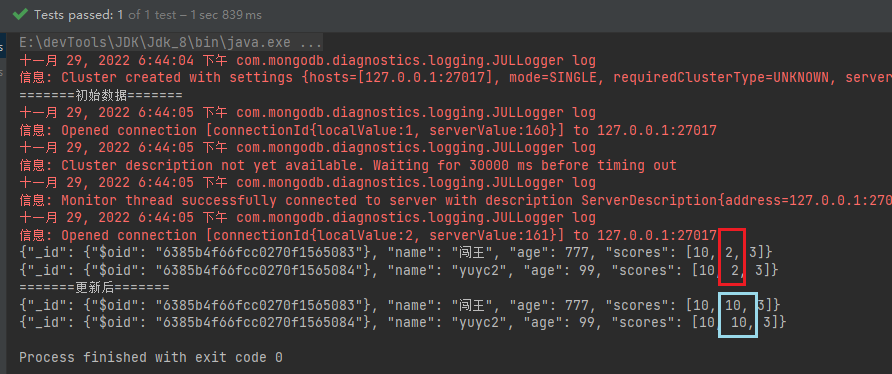 Tests passed: 1 of 1 test – 1 sec 839 ms
E:\devTools\JDK\Jdk_8\bin\java.exe ...
十一月 29, 2022 6:44:04 下午 com.mongodb.diagnostics.logging.JULLogger log
信息: Cluster created with settings {hosts=[127.0.0.1:27017], mode=SINGLE, requiredClusterType=UNKNOWN, server
=======初始数据=======
十一月 29, 2022 6:44:05 下午 com.mongodb.diagnostics.logging.JULLogger log
信息: Opened connection [connectionId{localValue:1, serverValue:160}] to 127.0.0.1:27017
十一月 29, 2022 6:44:05 下午 com.mongodb.diagnostics.logging.JULLogger log
信息: Cluster description not yet available. Waiting for 30000 ms before timing out
十一月 29, 2022 6:44:05 下午 com.mongodb.diagnostics.logging.JULLogger log
信息: Monitor thread successfully connected to server with description ServerDescription{address=127.0.0.1:270
十一月 29, 2022 6:44:05 下午 com.mongodb.diagnostics.logging.JULLogger log
信息: Opened connection [connectionId{localValue:2, serverValue:161}] to 127.0.0.1:27017
{"_id": {"$oid": "6385b4f66fcc0270f1565083"}, "name": "闯王", "age": 777, "scores": [10, 2, 3]}
{"_id": {"$oid": "6385b4f66fcc0270f1565084"}, "name": "yuyc2", "age": 99, "scores": [10, 2, 3]}
=======更新后=======
{"_id": {"$oid": "6385b4f66fcc0270f1565083"}, "name": "闯王", "age": 777, "scores": [10, 10, 3]}
{"_id": {"$oid": "6385b4f66fcc0270f1565084"}, "name": "yuyc2", "age": 99, "scores": [10, 10, 3]}
Process finished with exit code 0